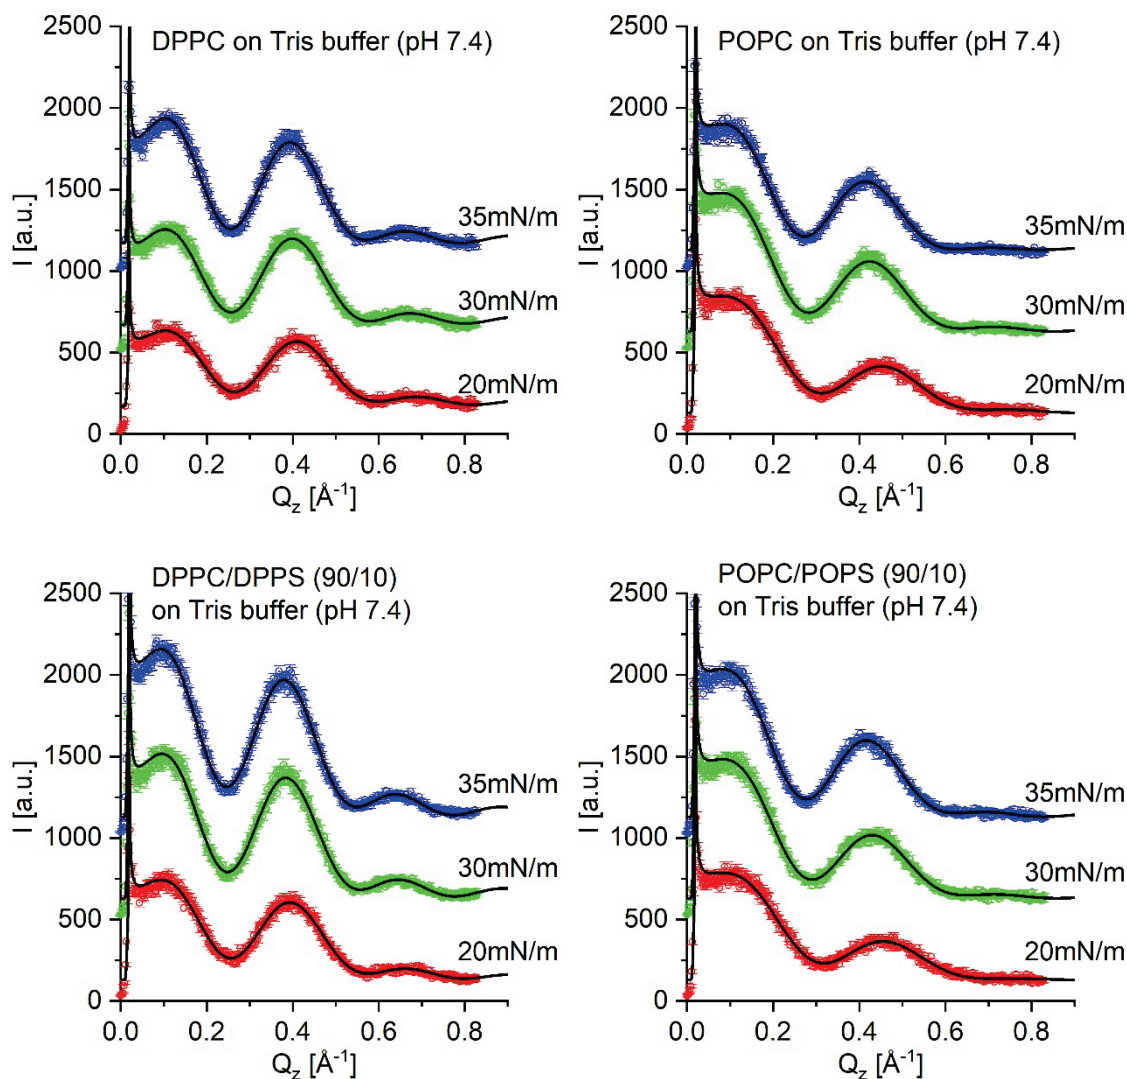 DPPC on Tris buffer (pH 7.4)
2500
2000
1500
1000
500
0
I [a.u.]
35mN/m
30mN/m
20mN/m
0.0 0.2 0.4 0.6 0.8
Q_z [Å⁻¹]
POPC on Tris buffer (pH 7.4)
2500
2000
1500
1000
500
0
I [a.u.]
35mN/m
30mN/m
20mN/m
0.0 0.2 0.4 0.6 0.8
Q_z [Å⁻¹]
DPPC/DPPS (90/10)
on Tris buffer (pH 7.4)
2500
2000
1500
1000
500
0
I [a.u.]
35mN/m
30mN/m
20mN/m
0.0 0.2 0.4 0.6 0.8
Q_z [Å⁻¹]
POPC/POPS (90/10)
on Tris buffer (pH 7.4)
2500
2000
1500
1000
500
0
I [a.u.]
35mN/m
30mN/m
20mN/m
0.0 0.2 0.4 0.6 0.8
Q_z [Å⁻¹]